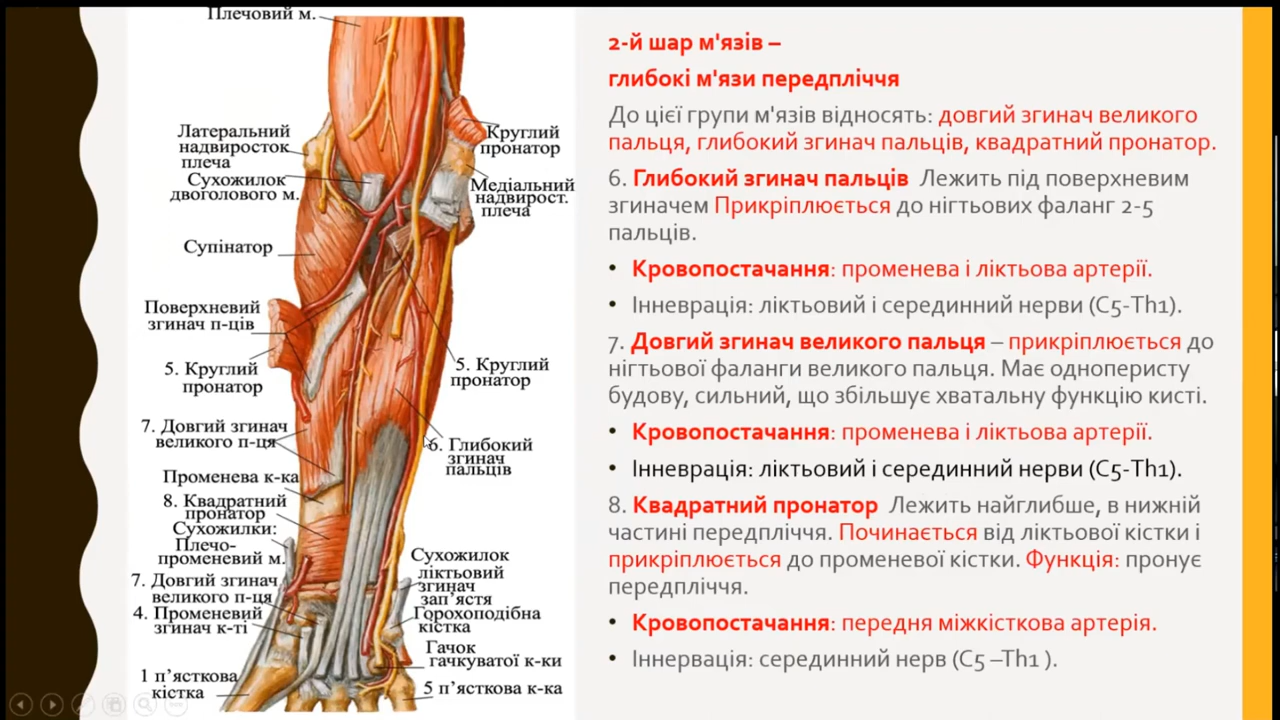 Плечовий м.
Латеральний
надвиросток
плеча
Сухожилок
двоголового м.
Супінатор
Поверхневий
згинач п-ців
5. Круглий
пронатор
7. Довгий згинач
великого п-ця
Променева к-ка
8. Квадратний
пронатор
Сухожилки:
Плечо-
променевий м.
7. Довгий згинач
великого п-ця
4. Променевий
згинач к-ті
1 п’ясткова
кістка
Круглий
пронатор
Медіальний
надвирост.
плеча
5. Круглий
пронатор
6. Глибокий
згинач
пальців
Сухожилок
ліктьовий
згинач
зап’ястя
Горохоподібна
кістка
Гачок
гачкуватої к-ки
5 п’ясткова к-ка
2-й шар м'язів –
глибокі м'язи передпліччя
До цієї групи м'язів відносять: довгий згинач великого
пальця, глибокий згинач пальців, квадратний пронатор.
6. Глибокий згинач пальців Лежить під поверхневим
згиначем Прикріплюється до нігтьових фаланг 2-5
пальців.
• Кровопостачання: променева і ліктьова артерії.
• Інневрація: ліктьовий і серединний нерви (С5-Th1).
7. Довгий згинач великого пальця – прикріплюється до
нігтьової фаланги великого пальця. Має одноперисту
будову, сильний, що збільшує хватальну функцію кисті.
• Кровопостачання: променева і ліктьова артерії.
• Інневрація: ліктьовий і серединний нерви (С5-Th1).
8. Квадратний пронатор Лежить найглибше, в нижній
частині передпліччя. Починається від ліктьової кістки і
прикріплюється до променевої кістки. Функція: пронує
передпліччя.
• Кровопостачання: передня міжкісткова артерія.
• Іннервація: серединний нерв (С5 –Th1 ).